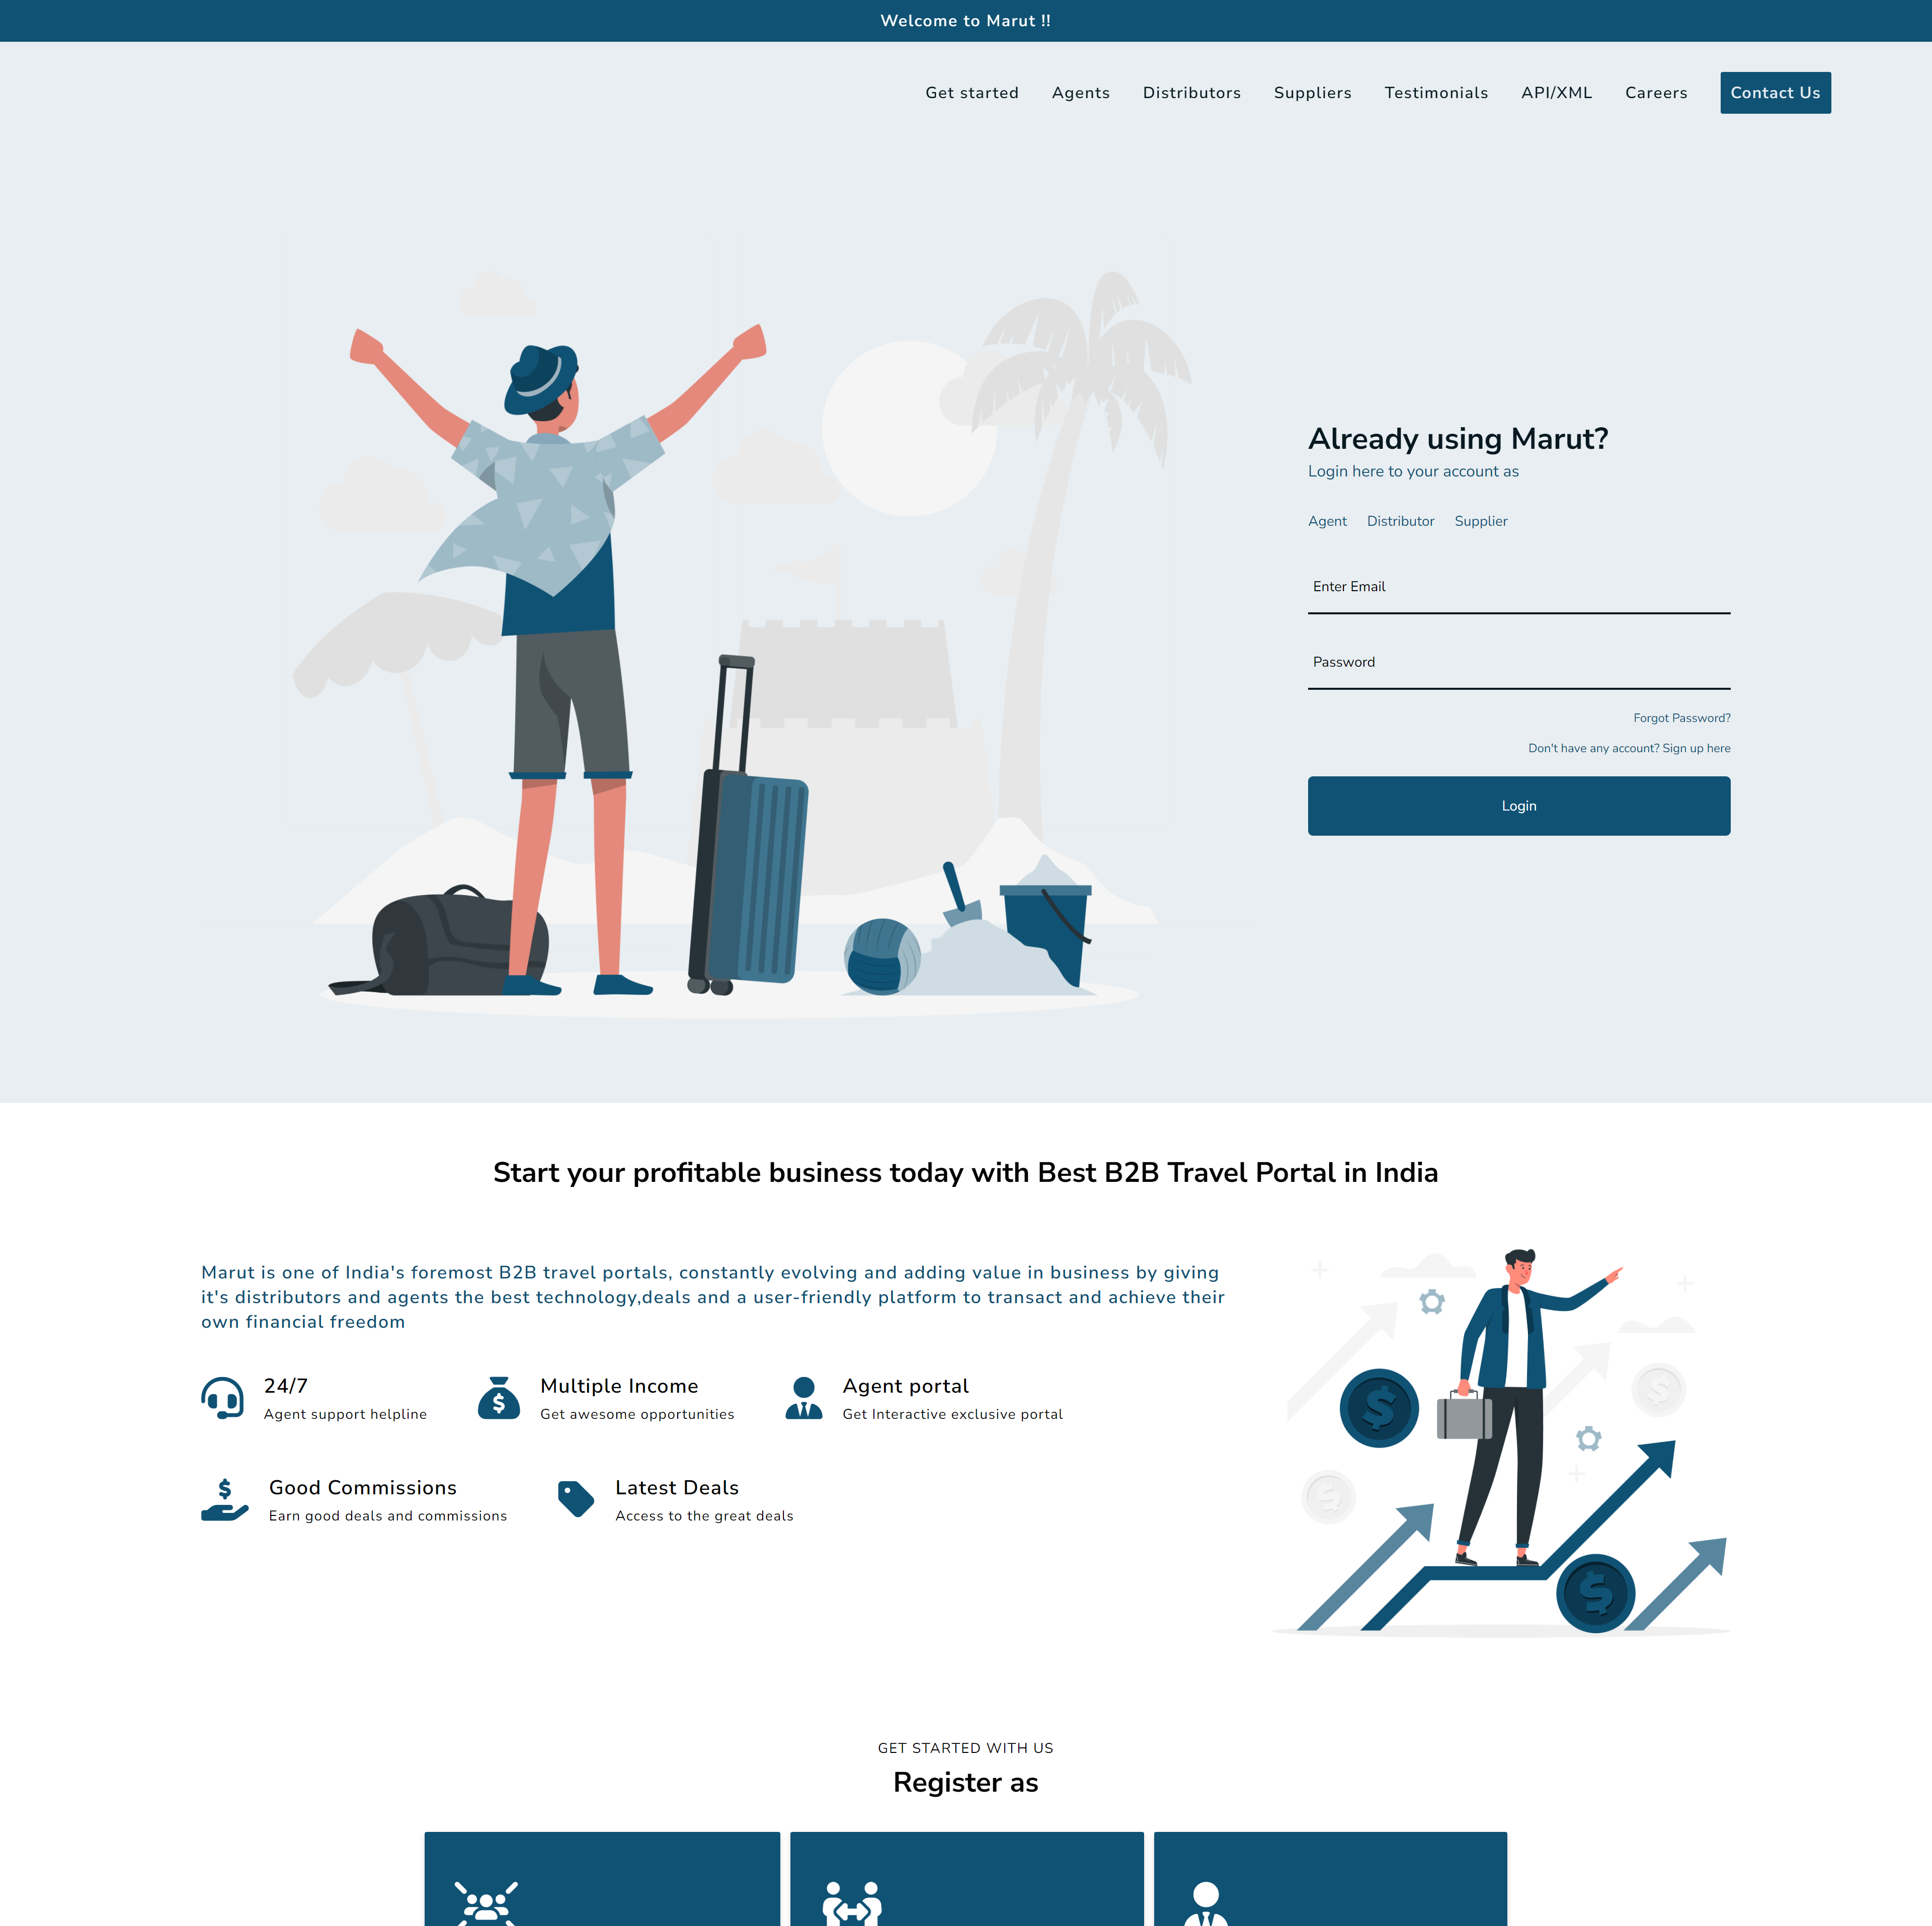 Welcome to Marut !!
Get started Agents Distributors Suppliers Testimonials API/XML Careers Contact Us
Already using Marut?
Login here to your account as
Agent Distributor Supplier
Enter Email
Password
Forgot Password?
Don't have any account? Sign up here
Login
Start your profitable business today with Best B2B Travel Portal in India
Marut is one of India's foremost B2B travel portals, constantly evolving and adding value in business by giving
it's distributors and agents the best technology,deals and a user-friendly platform to transact and achieve their
own financial freedom
24/7
Agent support helpline
Multiple Income
Get awesome opportunities
Agent portal
Get Interactive exclusive portal
Good Commissions
Earn good deals and commissions
Latest Deals
Access to the great deals
GET STARTED WITH US
Register as